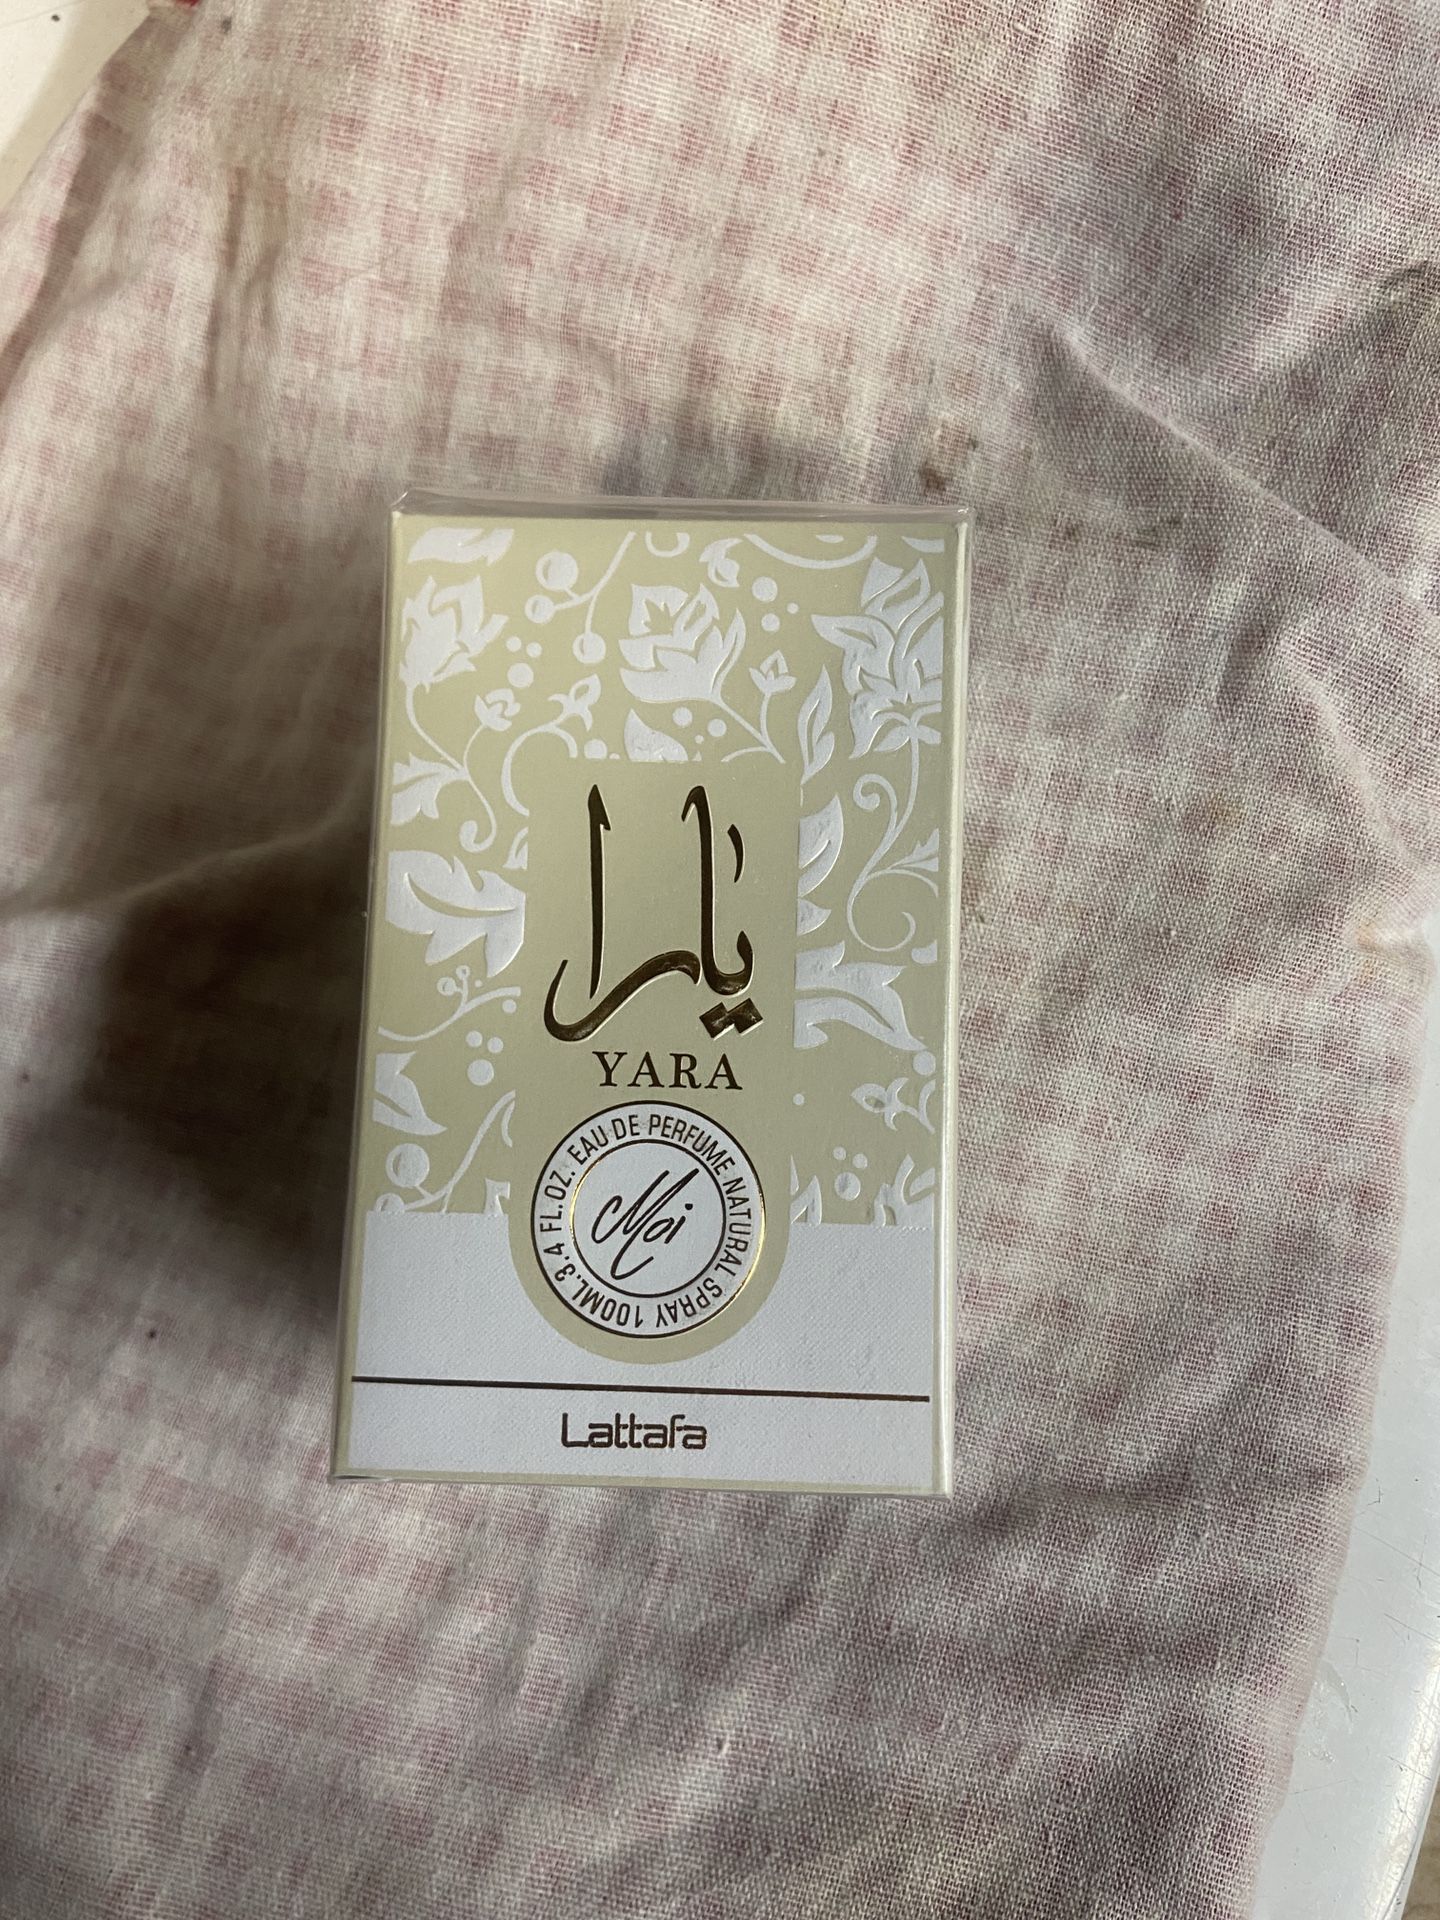 يارا
YARA
EAU DE PERFUME NATURAL SPRAY 100ML.3.4 FL.OZ.
Moi
Lattafa